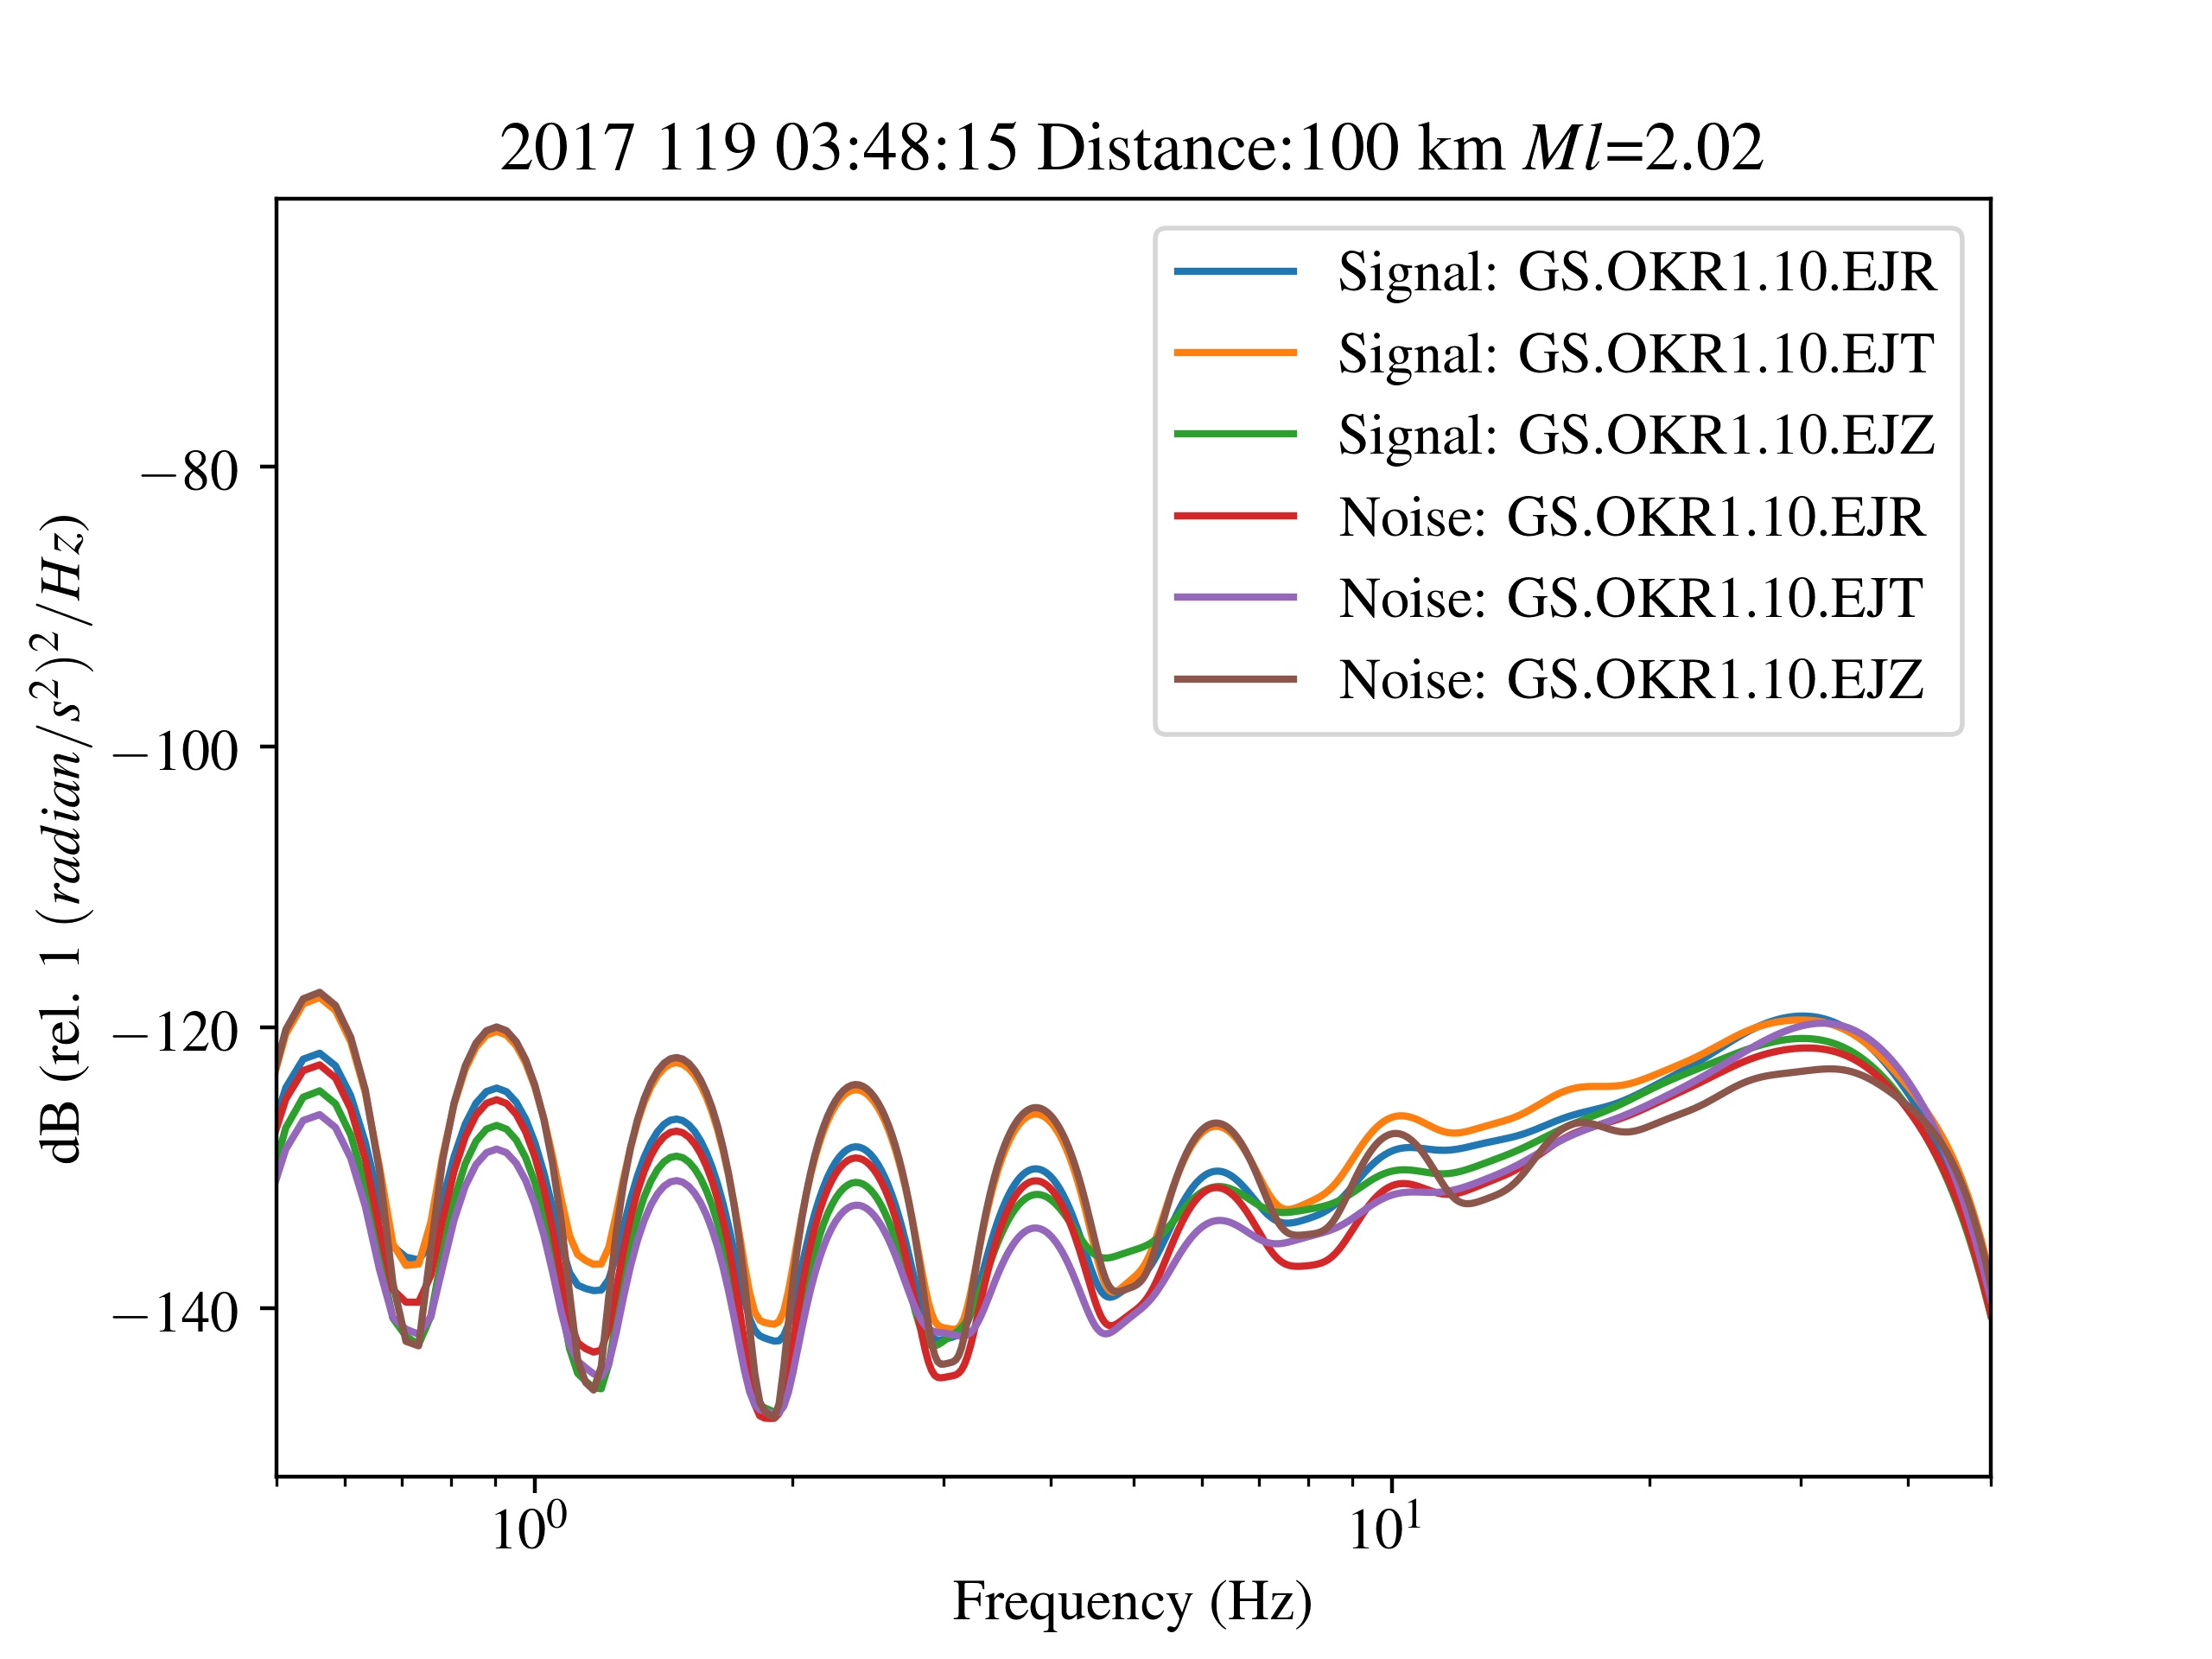 2017 119 03:48:15 Distance:100 km Ml=2.02
Signal: GS.OKR1.10.EJR
Signal: GS.OKR1.10.EJT
Signal: GS.OKR1.10.EJZ
Noise: GS.OKR1.10.EJR
Noise: GS.OKR1.10.EJT
Noise: GS.OKR1.10.EJZ
−80
−100
−120
−140
dB (rel. 1 (radian/s²)²/Hz)
10⁰
10¹
Frequency (Hz)